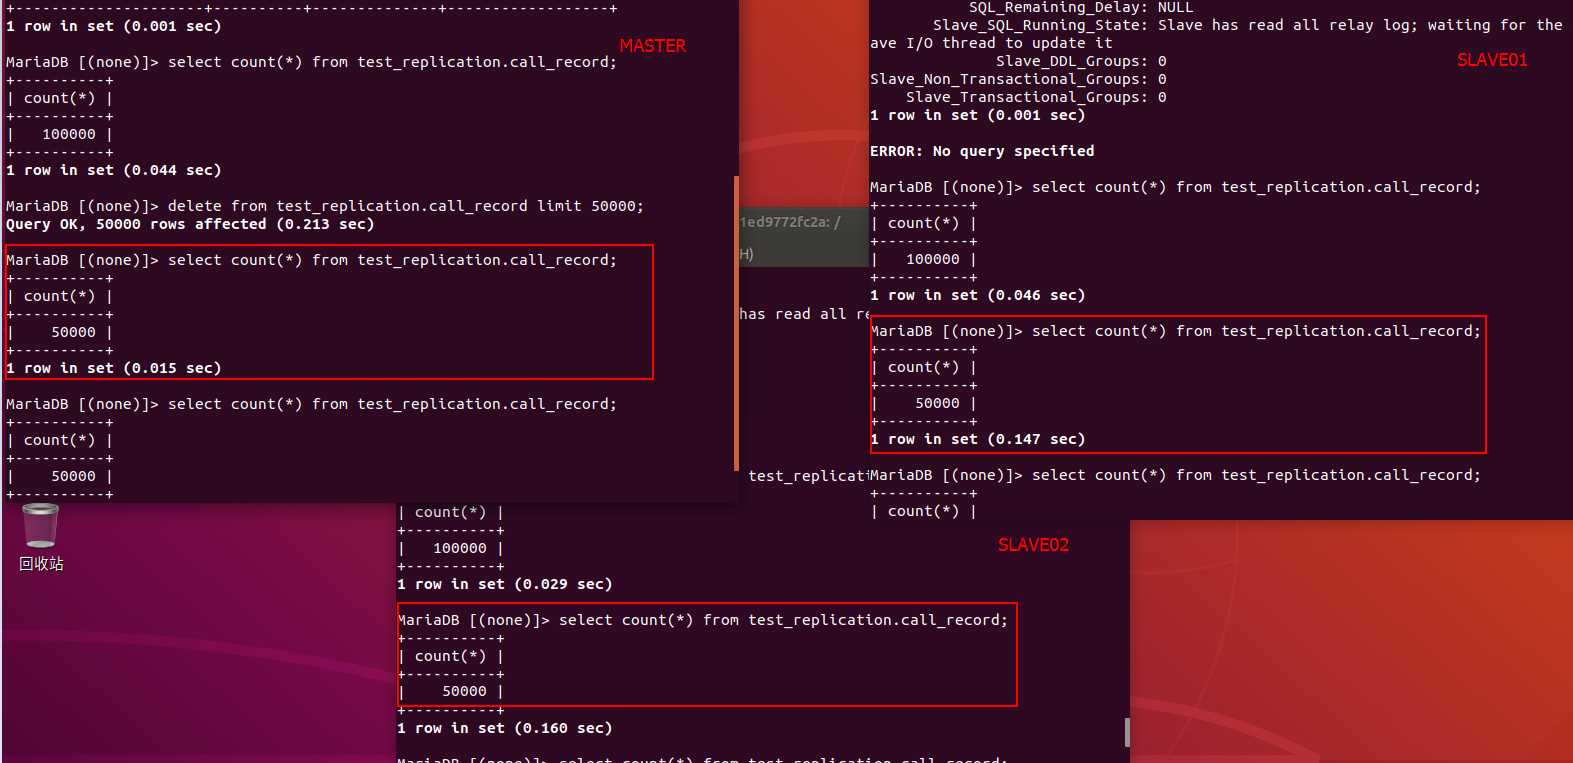 +----------------------+----------+------------+-----------------+
1 row in set (0.001 sec)
MASTER
MariaDB [(none)]> select count(*) from test_replication.call_record;
+----------+
| count(*) |
+----------+
|   100000 |
+----------+
1 row in set (0.044 sec)
MariaDB [(none)]> delete from test_replication.call_record limit 50000;
Query OK, 50000 rows affected (0.213 sec)
MariaDB [(none)]> select count(*) from test_replication.call_record;
+----------+
| count(*) |
+----------+
|    50000 |
+----------+
1 row in set (0.015 sec)
MariaDB [(none)]> select count(*) from test_replication.call_record;
+----------+
| count(*) |
+----------+
|    50000 |
+----------+
回收站
1ed9772fc2a: /
H)
has read all re
test_replicati
SQL_Remaining_Delay: NULL
Slave_SQL_Running_State: Slave has read all relay log; waiting for the
ave I/O thread to update it
SLAVE01
Slave_DDL_Groups: 0
Slave_Non_Transactional_Groups: 0
Slave_Transactional_Groups: 0
1 row in set (0.001 sec)
ERROR: No query specified
MariaDB [(none)]> select count(*) from test_replication.call_record;
+----------+
| count(*) |
+----------+
|   100000 |
+----------+
1 row in set (0.046 sec)
MariaDB [(none)]> select count(*) from test_replication.call_record;
+----------+
| count(*) |
+----------+
|    50000 |
+----------+
1 row in set (0.147 sec)
MariaDB [(none)]> select count(*) from test_replication.call_record;
+----------+
| count(*) |
| count(*) |
+----------+
|   100000 |
+----------+
1 row in set (0.029 sec)
SLAVE02
MariaDB [(none)]> select count(*) from test_replication.call_record;
+----------+
| count(*) |
+----------+
|    50000 |
+----------+
1 row in set (0.160 sec)
MariaDB [(none)]> select count(*) from test_replication.call_record;